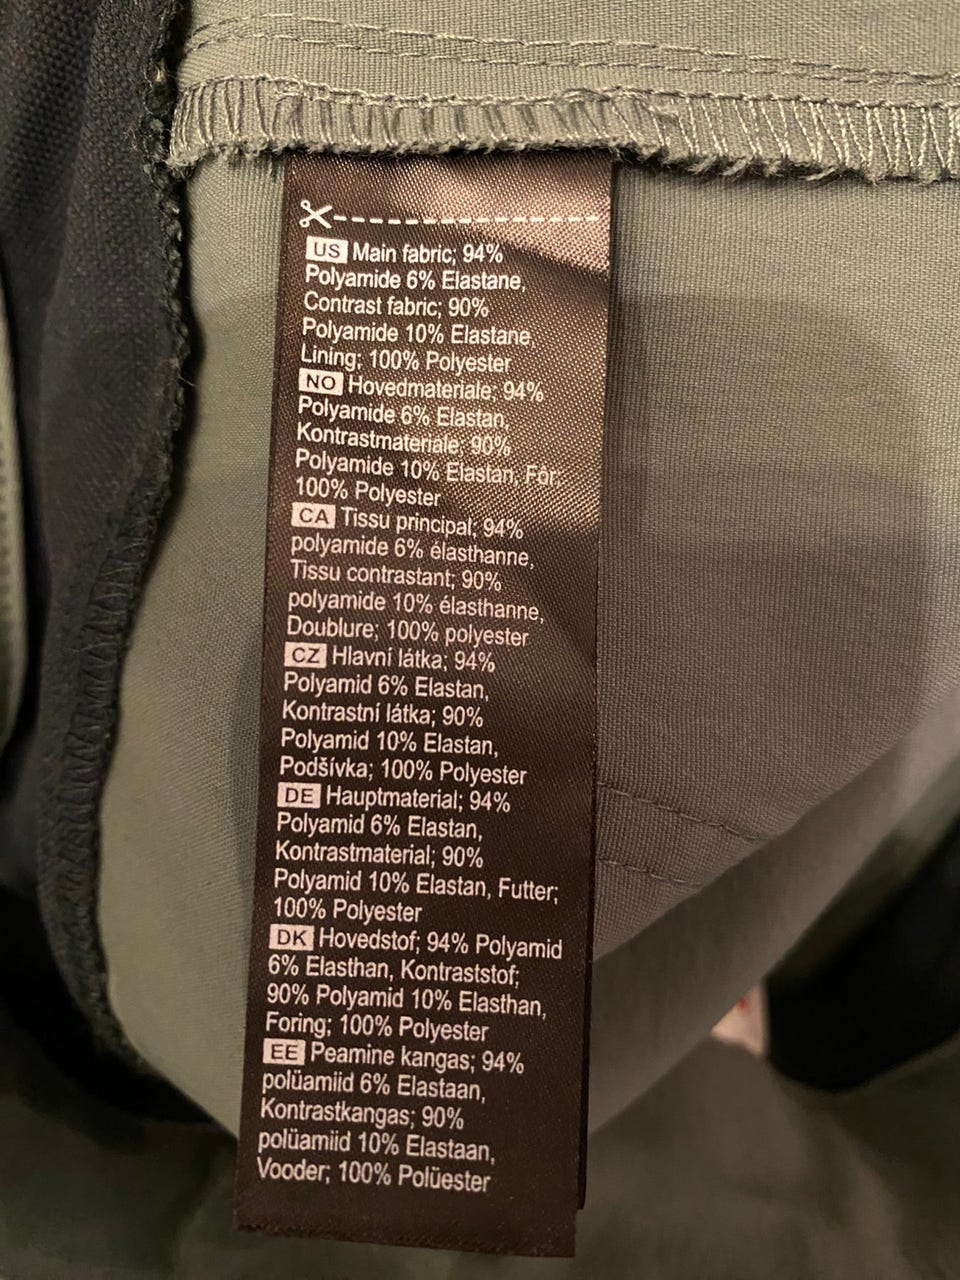 US Main fabric; 94%
Polyamide 6% Elastane,
Contrast fabric; 90%
Polyamide 10% Elastane,
Lining; 100% Polyester
NO Hovedmateriale; 94%
Polyamide 6% Elastan,
Kontrastmateriale; 90%
Polyamide 10% Elastan, Fôr;
100% Polyester
CA Tissu principal; 94%
polyamide 6% élasthanne,
Tissu contrastant; 90%
polyamide 10% élasthanne,
Doublure; 100% polyester
CZ Hlavní látka; 94%
Polyamid 6% Elastan,
Kontrastní látka; 90%
Polyamid 10% Elastan,
Podšívka; 100% Polyester
DE Hauptmaterial; 94%
Polyamid 6% Elastan,
Kontrastmaterial; 90%
Polyamid 10% Elastan, Futter;
100% Polyester
DK Hovedstof; 94% Polyamid
6% Elasthan, Kontraststof;
90% Polyamid 10% Elasthan,
Foring; 100% Polyester
EE Peamine kangas; 94%
polüamiid 6% Elastaan,
Kontrastkangas; 90%
polüamiid 10% Elastaan,
Vooder; 100% Polüester